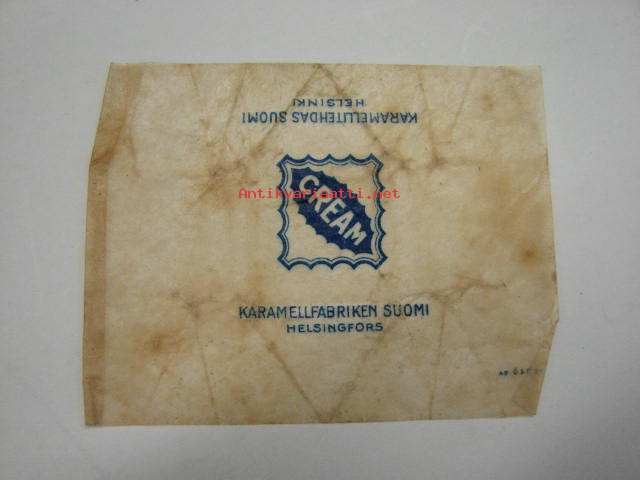 KARAMELLITEHDAS SUOMI
HELSINKI
Antikvariaatti.net
CREAM
KARAMELLFABRIKEN SUOMI
HELSINGFORS